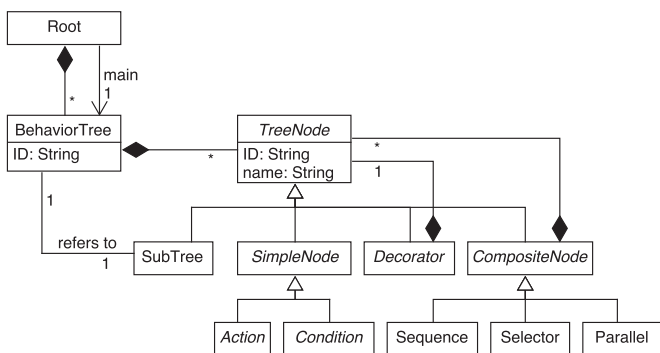 Root
main
1
*
BehaviorTree
ID: String
*
TreeNode
ID: String
name: String
*
1
1
refers to
1
SubTree
SimpleNode
Decorator
CompositeNode
Action
Condition
Sequence
Selector
Parallel